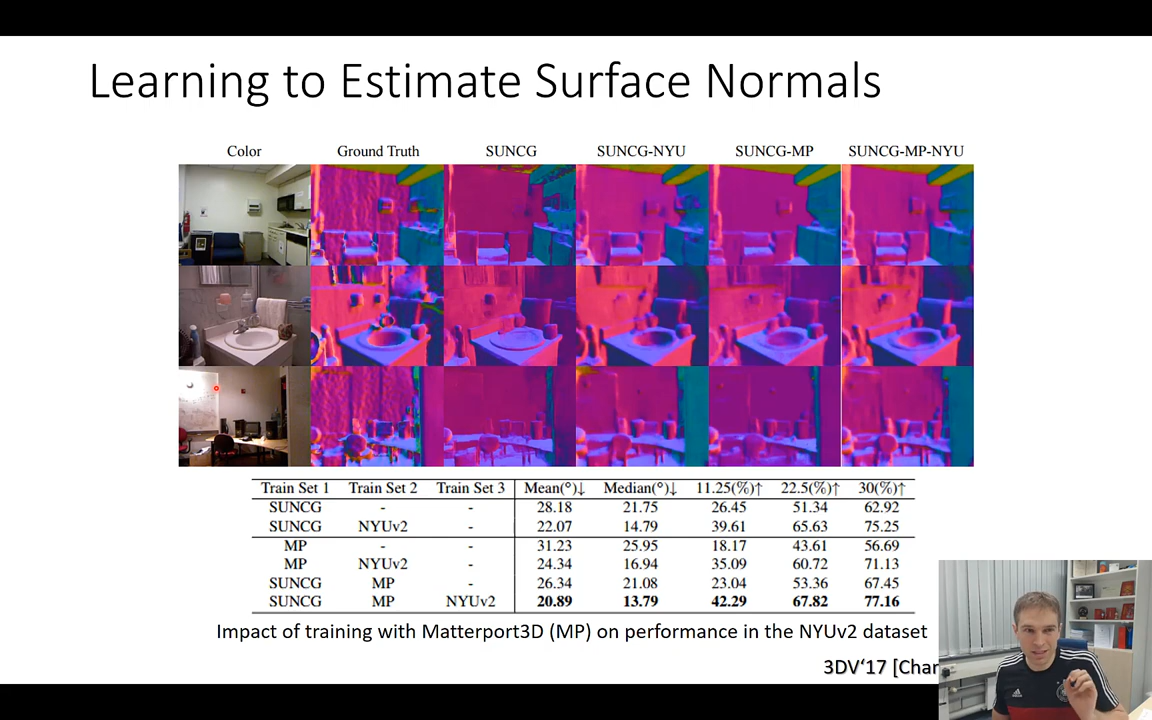 Learning to Estimate Surface Normals
Color Ground Truth SUNCG SUNCG-NYU SUNCG-MP SUNCG-MP-NYU
Train Set 1 Train Set 2 Train Set 3 Mean(°)↓ Median(°)↓ 11.25(%)↑ 22.5(%)↑ 30(%)↑
SUNCG - - 28.18 21.75 26.45 51.34 62.92
SUNCG NYUv2 - 22.07 14.79 39.61 65.63 75.25
MP - - 31.23 25.95 18.17 43.61 56.69
MP NYUv2 - 24.34 16.94 35.09 60.72 71.13
SUNCG MP - 26.34 21.08 23.04 53.36 67.45
SUNCG MP NYUv2 20.89 13.79 42.29 67.82 77.16
Impact of training with Matterport3D (MP) on performance in the NYUv2 dataset
3DV‘17 [Char